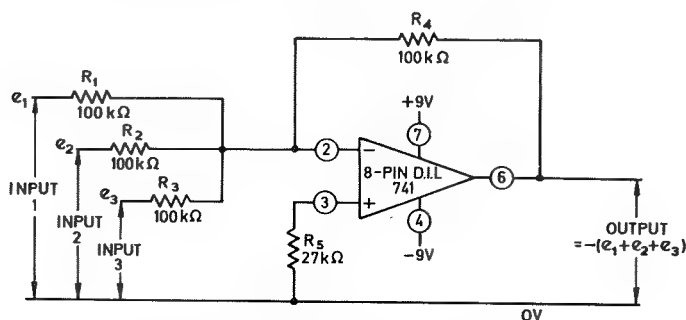 R4
100kΩ
R1
e1
100kΩ
R2
e2
100kΩ
R3
e3
100kΩ
INPUT
1
INPUT
2
INPUT
3
+9V
7
2
−
8-PIN D.I.L
741
6
3
+
4
−9V
R5
27kΩ
OUTPUT
=−(e1+e2+e3)
0V